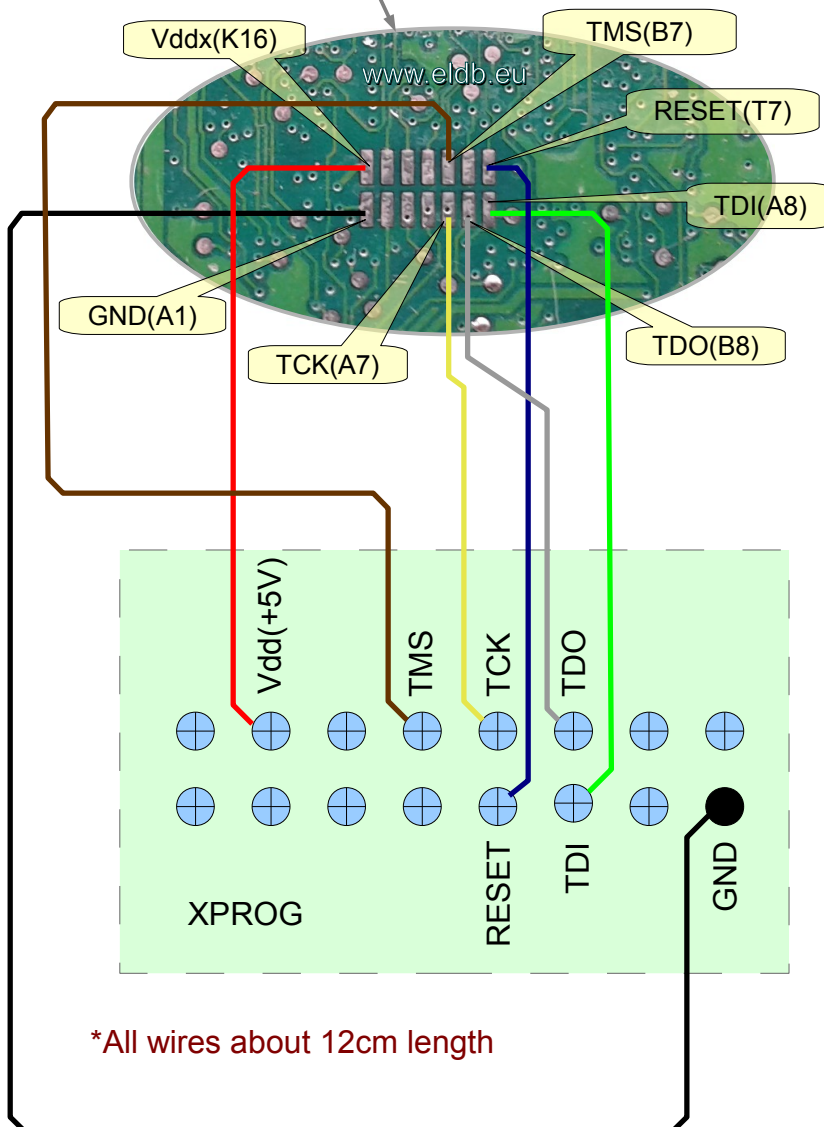 Vddx(K16)
TMS(B7)
www.eldb.eu
RESET(T7)
TDI(A8)
GND(A1)
TCK(A7)
TDO(B8)
Vdd(+5V)
TMS
TCK
TDO
RESET
TDI
GND
XPROG
*All wires about 12cm length